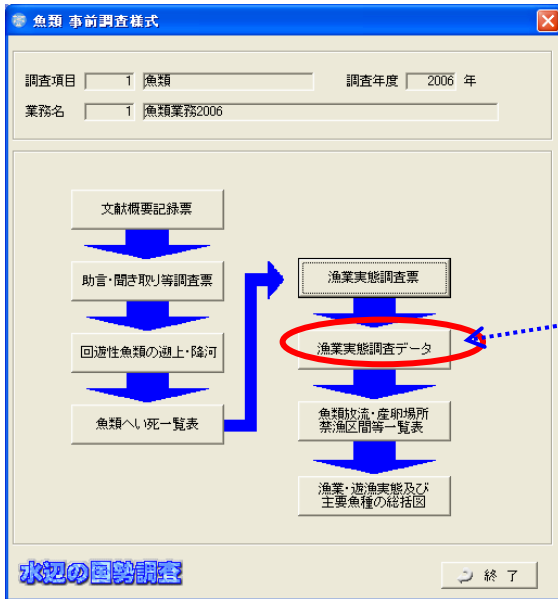 魚類 事前調査様式
調査項目 1 魚類 調査年度 2006 年
業務名 1 魚類業務2006
文献概要記録票
助言・聞き取り等調査票
回遊性魚類の遡上・降河
魚類へい死一覧表
漁業実態調査票
漁業実態調査データ
魚類放流・産卵場所
禁漁区間等一覧表
漁業・遊漁実態及び
主要魚種の総括図
水辺の国勢調査
終 了